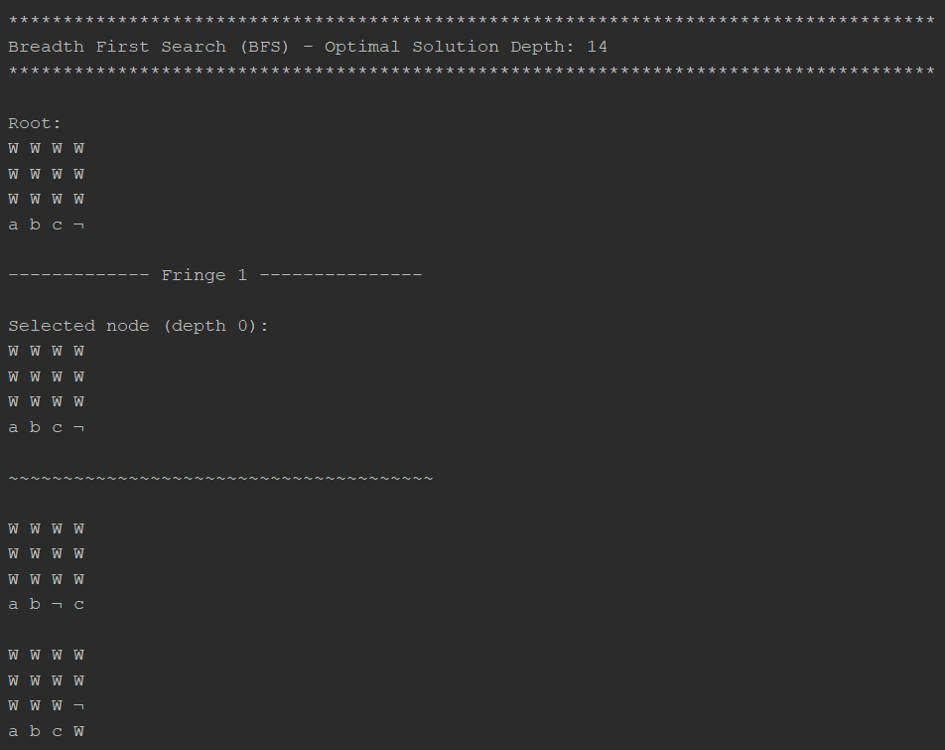 *************************************************************************************
Breadth First Search (BFS) - Optimal Solution Depth: 14
*************************************************************************************
Root:
W W W W
W W W W
W W W W
a b c ¬
------------- Fringe 1 ---------------
Selected node (depth 0):
W W W W
W W W W
W W W W
a b c ¬
~~~~~~~~~~~~~~~~~~~~~~~~~~~~~~~~~~~~~~~
W W W W
W W W W
W W W W
a b ¬ c
W W W W
W W W W
W W W ¬
a b c W